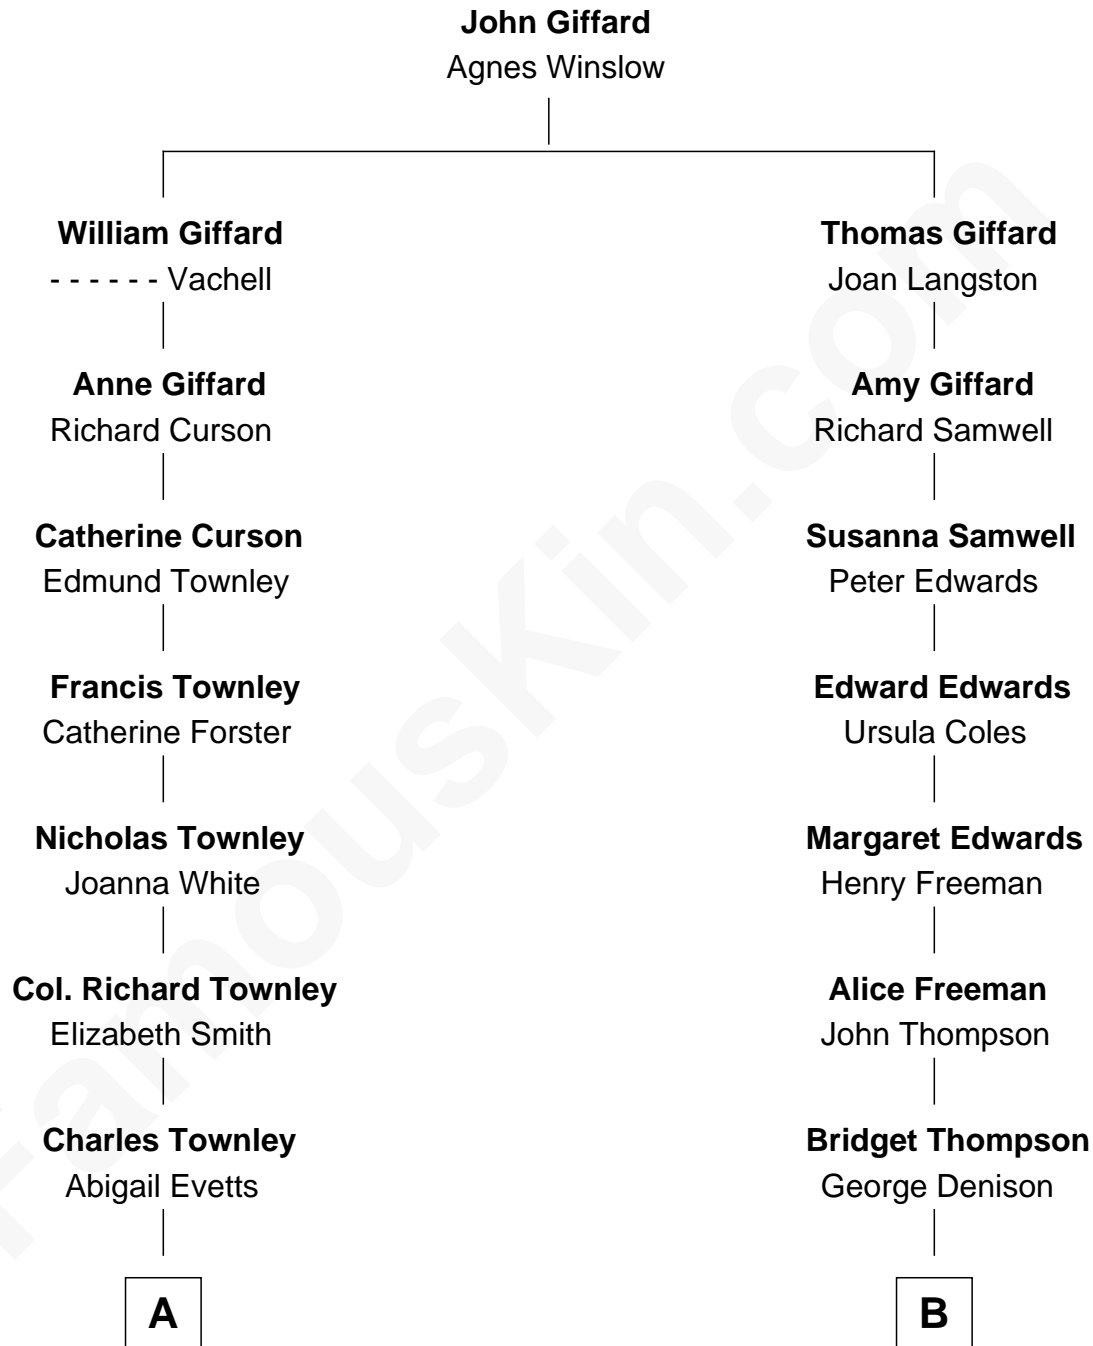 John Giffard
Agnes Winslow
William Giffard
- - - - - - Vachell
Thomas Giffard
Joan Langston
Anne Giffard
Richard Curson
Amy Giffard
Richard Samwell
Catherine Curson
Edmund Townley
Susanna Samwell
Peter Edwards
Francis Townley
Catherine Forster
Edward Edwards
Ursula Coles
Nicholas Townley
Joanna White
Margaret Edwards
Henry Freeman
Col. Richard Townley
Elizabeth Smith
Alice Freeman
John Thompson
Charles Townley
Abigail Evetts
Bridget Thompson
George Denison
A
B
FamousKin.com